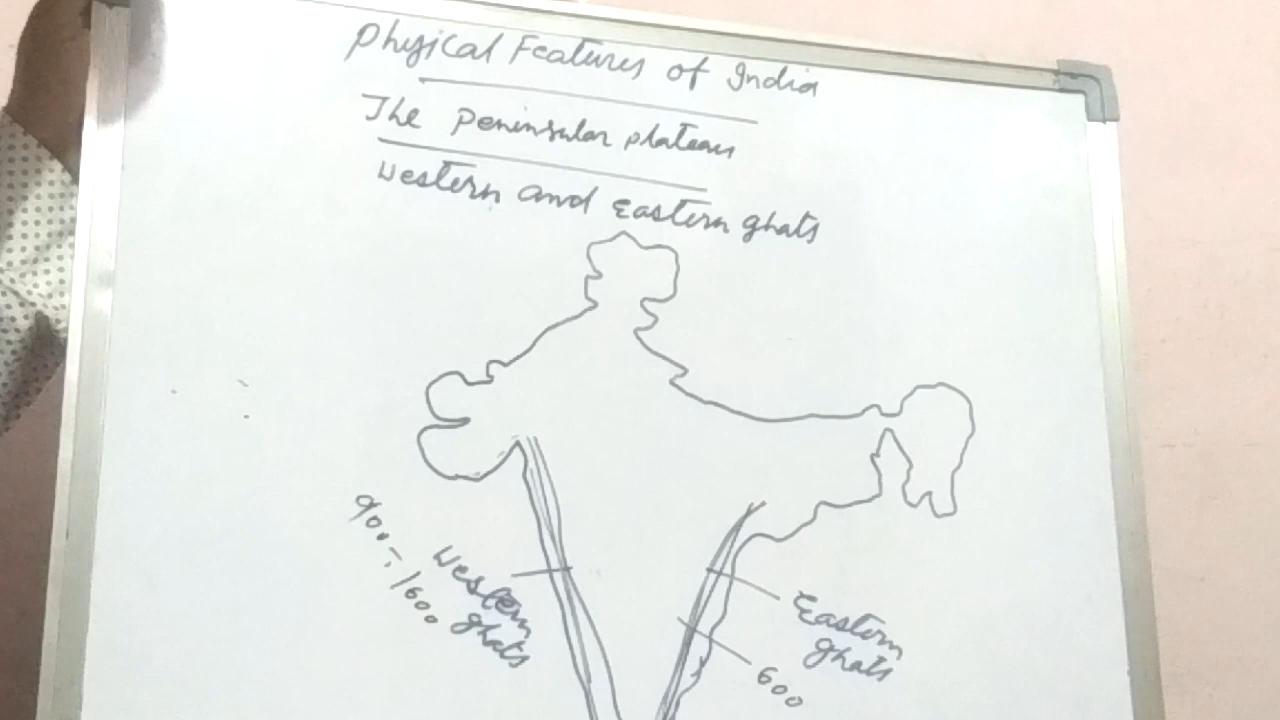 Physical Features of India
The peninsular plateau
Western and Eastern ghats
900-1600
Western
ghats
Eastern
ghats
600